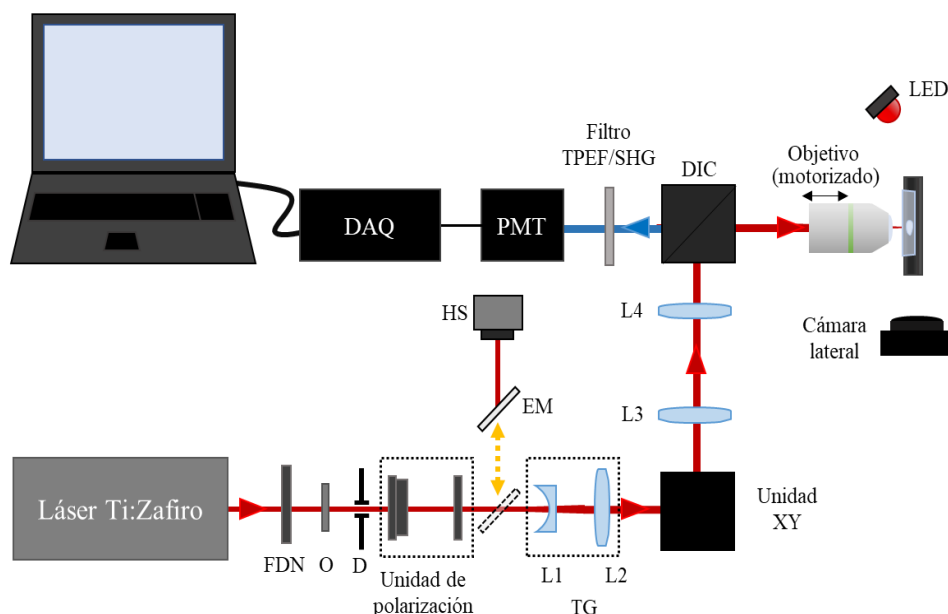 LED
Filtro
TPEF/SHG
DIC
Objetivo
(motorizado)
DAQ
PMT
HS
L4
Cámara
lateral
EM
L3
Láser Ti:Zafiro
Unidad
XY
FDN
O
D
Unidad de
polarización
L1
L2
TG